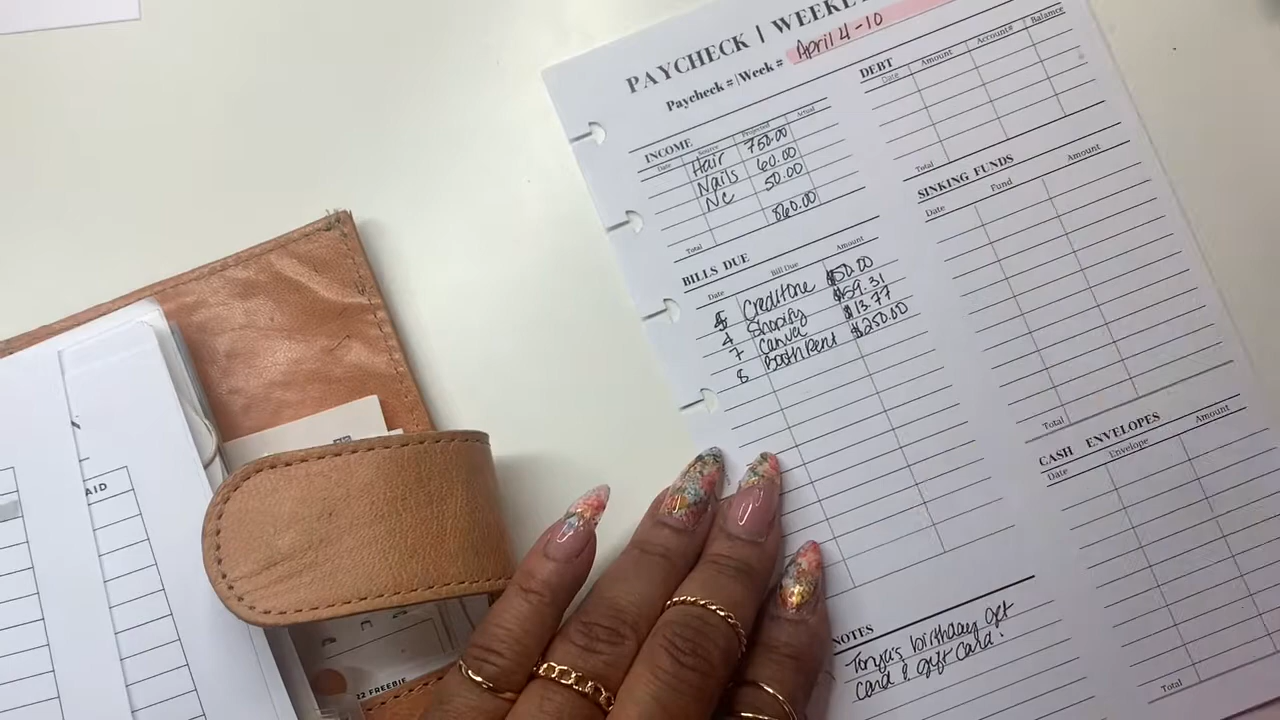 PAYCHECK | WEEKL
Paycheck #|Week # April 4-10
INCOME
Date Source Projected Actual
Hair 750.00
Nails 60.00
NC 50.00
860.00
Total
BILLS DUE
Date Bill Due Amount
5 Creditone $50.00
4 Shopify $59.31
7 Canva $13.77
8 Booth Rent $250.00
NOTES
Tonya's birthday get
card & gift card!
DEBT
Date Amount Account# Balance
Total
SINKING FUNDS
Date Fund Amount
Total
CASH ENVELOPES
Date Envelope Amount
Total
AID
22 FREEBIE